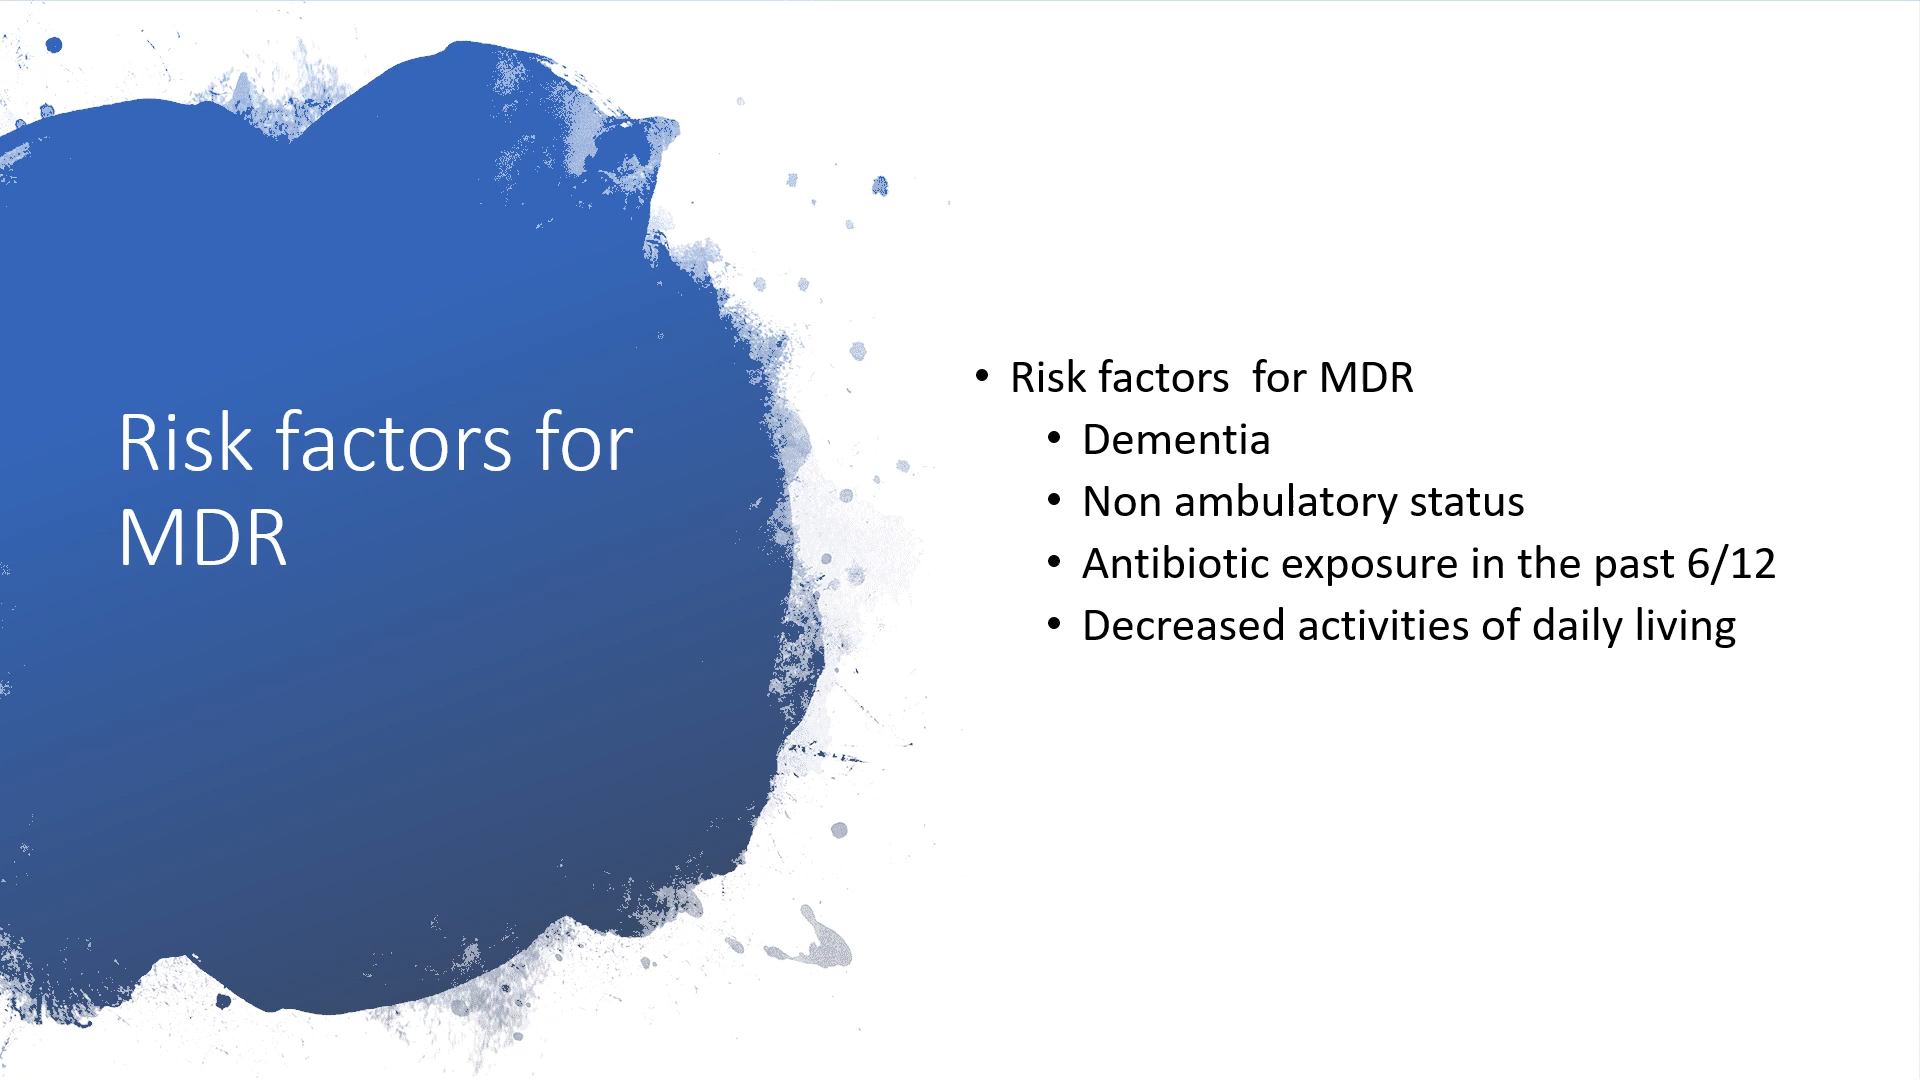 Risk factors for
MDR
• Risk factors  for MDR
• Dementia
• Non ambulatory status
• Antibiotic exposure in the past 6/12
• Decreased activities of daily living